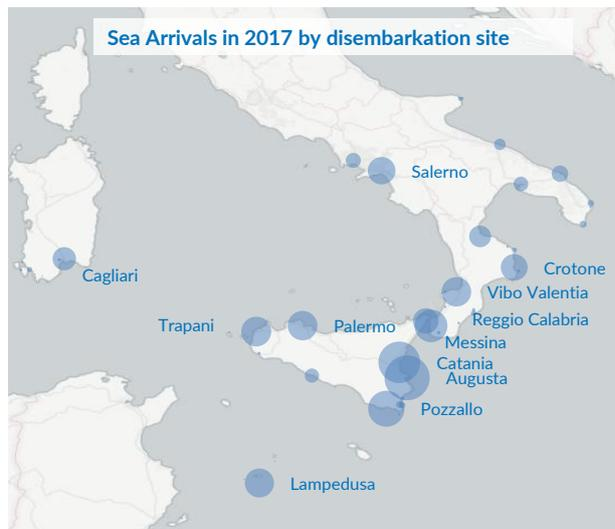 Sea Arrivals in 2017 by disembarkation site
Salerno
Cagliari
Crotone
Vibo Valentia
Trapani
Palermo
Reggio Calabria
Messina
Catania
Augusta
Pozzallo
Lampedusa